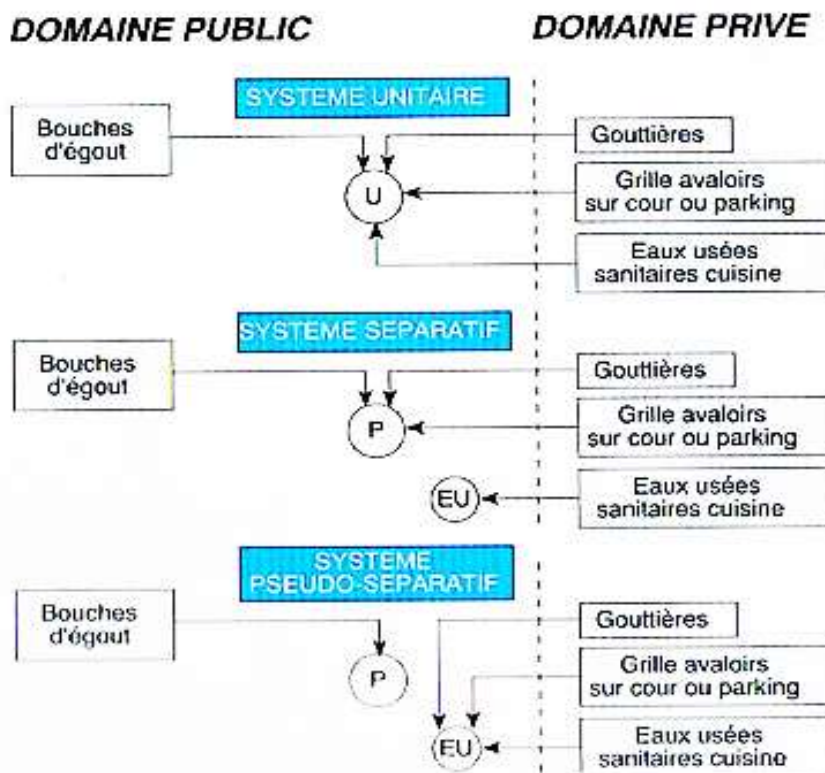 DOMAINE PUBLIC
DOMAINE PRIVE
SYSTEME UNITAIRE
Bouches
d'égout
Gouttières
U
Grille avaloirs
sur cour ou parking
Eaux usées
sanitaires cuisine
SYSTEME SEPARATIF
Bouches
d'égout
Gouttières
P
Grille avaloirs
sur cour ou parking
EU
Eaux usées
sanitaires cuisine
SYSTEME
PSEUDO-SEPARATIF
Bouches
d'égout
Gouttières
P
Grille avaloirs
sur cour ou parking
EU
Eaux usées
sanitaires cuisine